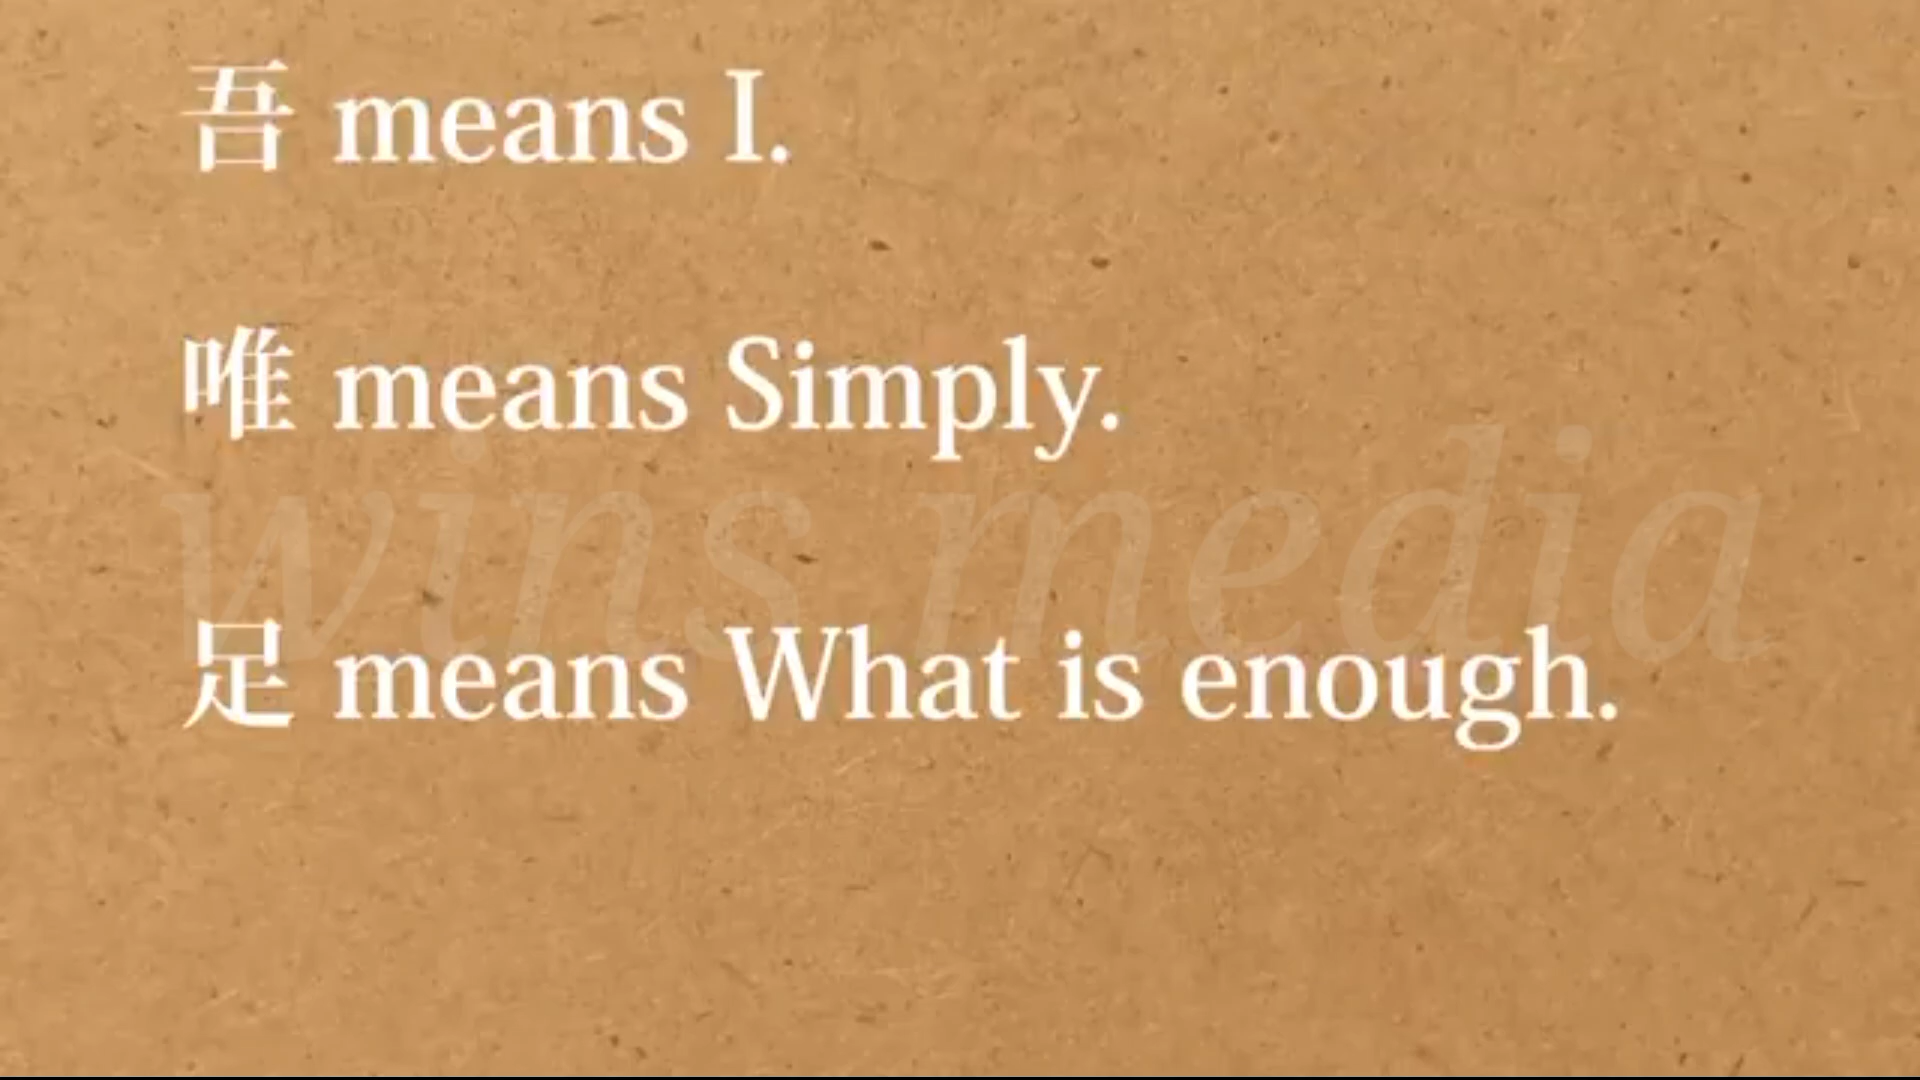 吾 means I.
唯 means Simply.
wins media
足 means What is enough.